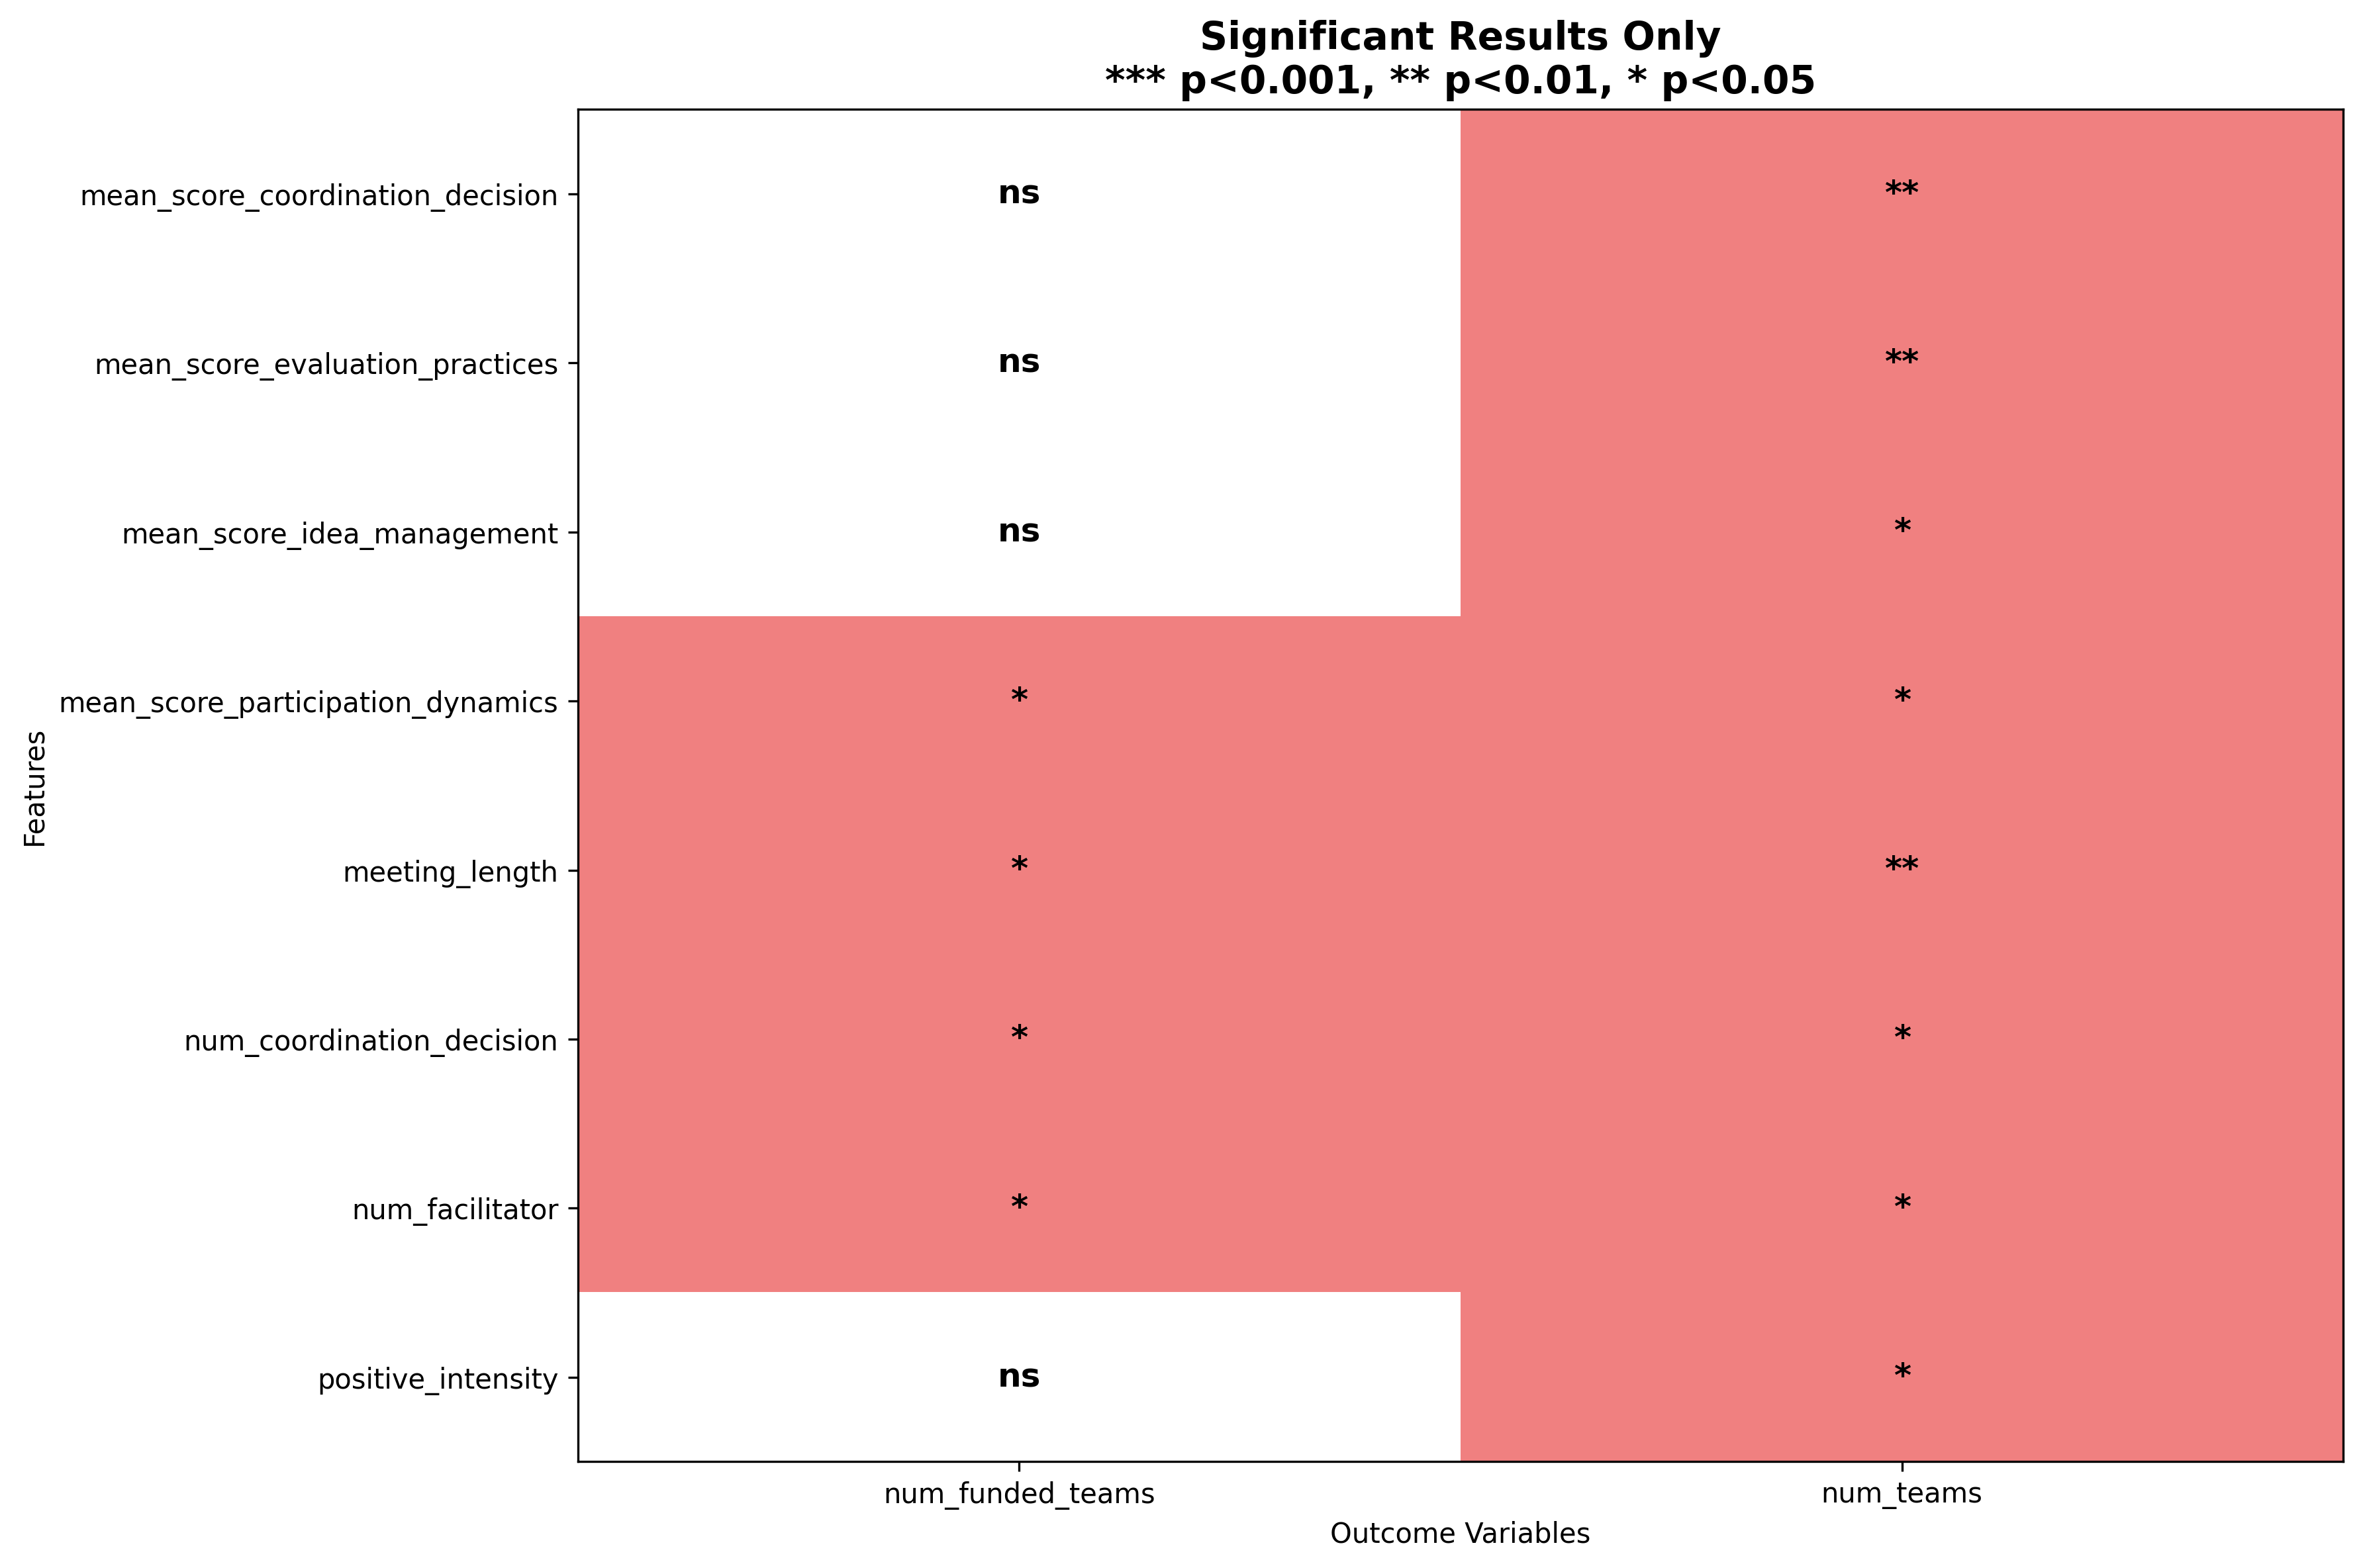 Significant Results Only
*** p<0.001, ** p<0.01, * p<0.05
Features
mean_score_coordination_decision
ns
**
mean_score_evaluation_practices
ns
**
mean_score_idea_management
ns
*
mean_score_participation_dynamics
*
*
meeting_length
*
**
num_coordination_decision
*
*
num_facilitator
*
*
positive_intensity
ns
*
num_funded_teams
num_teams
Outcome Variables